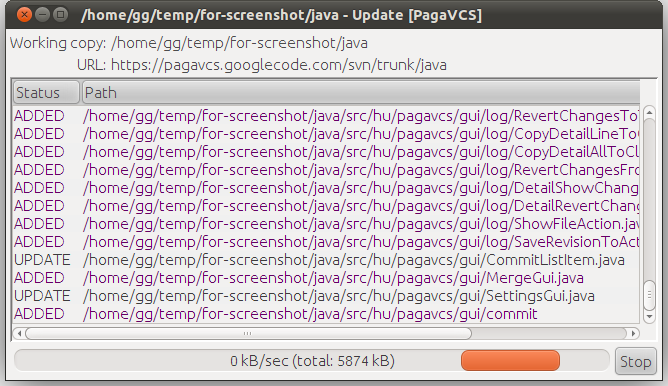 /home/gg/temp/for-screenshot/java - Update [PagaVCS]
Working copy: /home/gg/temp/for-screenshot/java
URL: https://pagavcs.googlecode.com/svn/trunk/java
Status Path
ADDED /home/gg/temp/for-screenshot/java/src/hu/pagavcs/gui/log/RevertChangesTo
ADDED /home/gg/temp/for-screenshot/java/src/hu/pagavcs/gui/log/CopyDetailLineTo
ADDED /home/gg/temp/for-screenshot/java/src/hu/pagavcs/gui/log/CopyDetailAllToCl
ADDED /home/gg/temp/for-screenshot/java/src/hu/pagavcs/gui/log/RevertChangesFro
ADDED /home/gg/temp/for-screenshot/java/src/hu/pagavcs/gui/log/DetailShowChang
ADDED /home/gg/temp/for-screenshot/java/src/hu/pagavcs/gui/log/DetailRevertChan
ADDED /home/gg/temp/for-screenshot/java/src/hu/pagavcs/gui/log/ShowFileAction.jav
ADDED /home/gg/temp/for-screenshot/java/src/hu/pagavcs/gui/log/SaveRevisionToAct
UPDATE /home/gg/temp/for-screenshot/java/src/hu/pagavcs/gui/CommitListItem.java
ADDED /home/gg/temp/for-screenshot/java/src/hu/pagavcs/gui/MergeGui.java
UPDATE /home/gg/temp/for-screenshot/java/src/hu/pagavcs/gui/SettingsGui.java
ADDED /home/gg/temp/for-screenshot/java/src/hu/pagavcs/gui/commit
0 kB/sec (total: 5874 kB) Stop